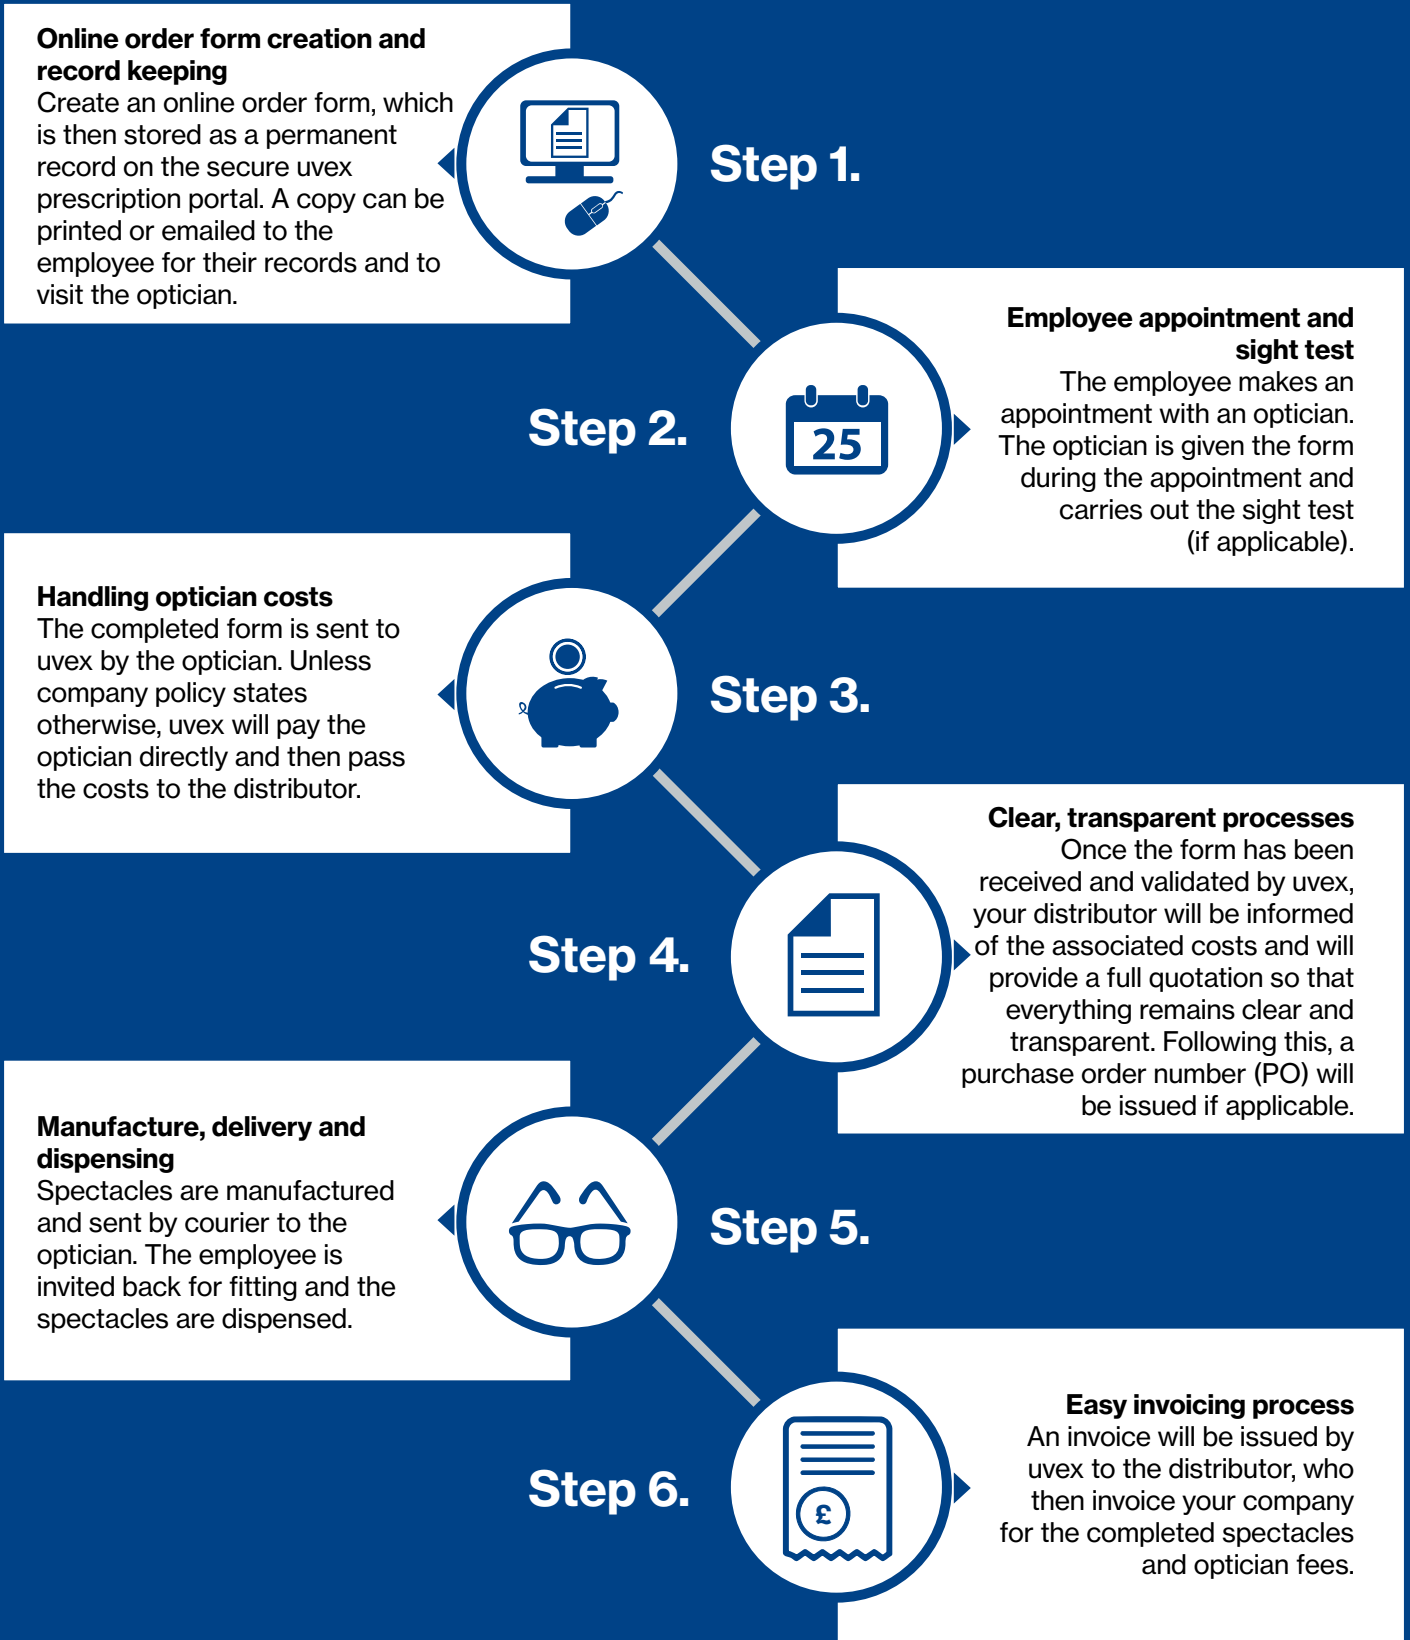 Online order form creation and
record keeping
Create an online order form, which
is then stored as a permanent
record on the secure uvex
prescription portal. A copy can be
printed or emailed to the
employee for their records and to
visit the optician.
Step 1.
Employee appointment and
sight test
The employee makes an
appointment with an optician.
The optician is given the form
during the appointment and
carries out the sight test
(if applicable).
Step 2.
25
Handling optician costs
The completed form is sent to
uvex by the optician. Unless
company policy states
otherwise, uvex will pay the
optician directly and then pass
the costs to the distributor.
Step 3.
Clear, transparent processes
Once the form has been
received and validated by uvex,
your distributor will be informed
of the associated costs and will
provide a full quotation so that
everything remains clear and
transparent. Following this, a
purchase order number (PO) will
be issued if applicable.
Step 4.
Manufacture, delivery and
dispensing
Spectacles are manufactured
and sent by courier to the
optician. The employee is
invited back for fitting and the
spectacles are dispensed.
Step 5.
Easy invoicing process
An invoice will be issued by
uvex to the distributor, who
then invoice your company
for the completed spectacles
and optician fees.
Step 6.
£